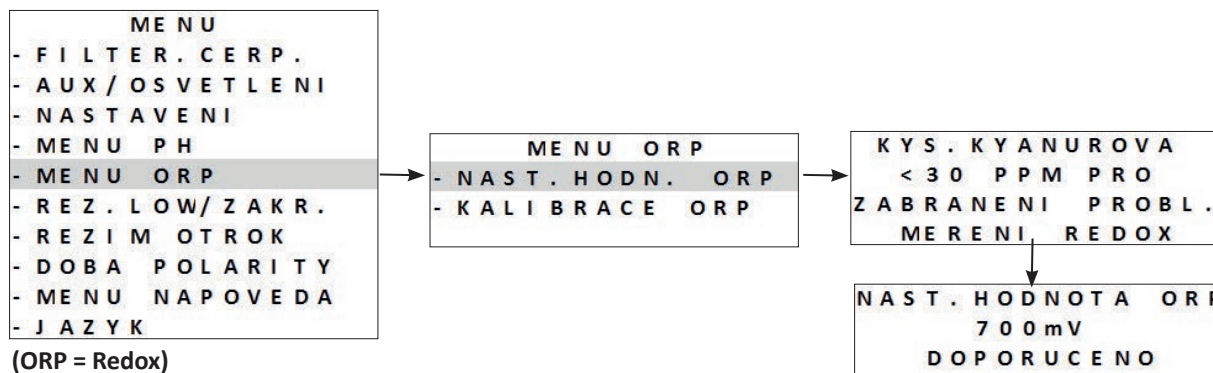 MENU
- FILTER.CERP.
- AUX/OSVETLENI
- NASTAVENI
- MENU PH
- MENU ORP
- REZ.LOW/ZAKR.
- REZIM OTROK
- DOBA POLARITY
- MENU NAPOVEDA
- JAZYK
(ORP = Redox)
MENU ORP
- NAST.HODN. ORP
- KALIBRACE ORP
KYS.KYANUROVA
<30 PPM PRO
ZABRANENI PROBL.
MERENI REDOX
NAST.HODNOTA ORP
700mV
DOPORUCENO